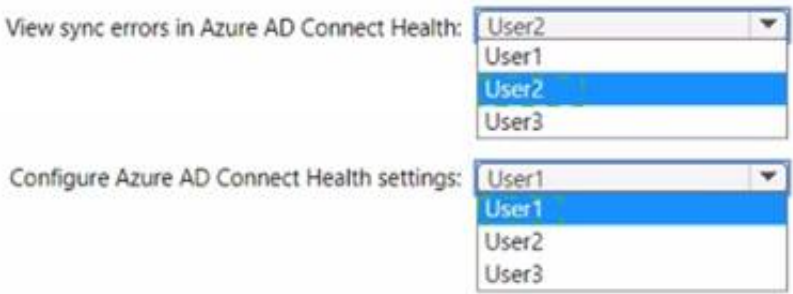 View sync errors in Azure AD Connect Health: User2
User1
User2
User3
Configure Azure AD Connect Health settings: User1
User1
User2
User3